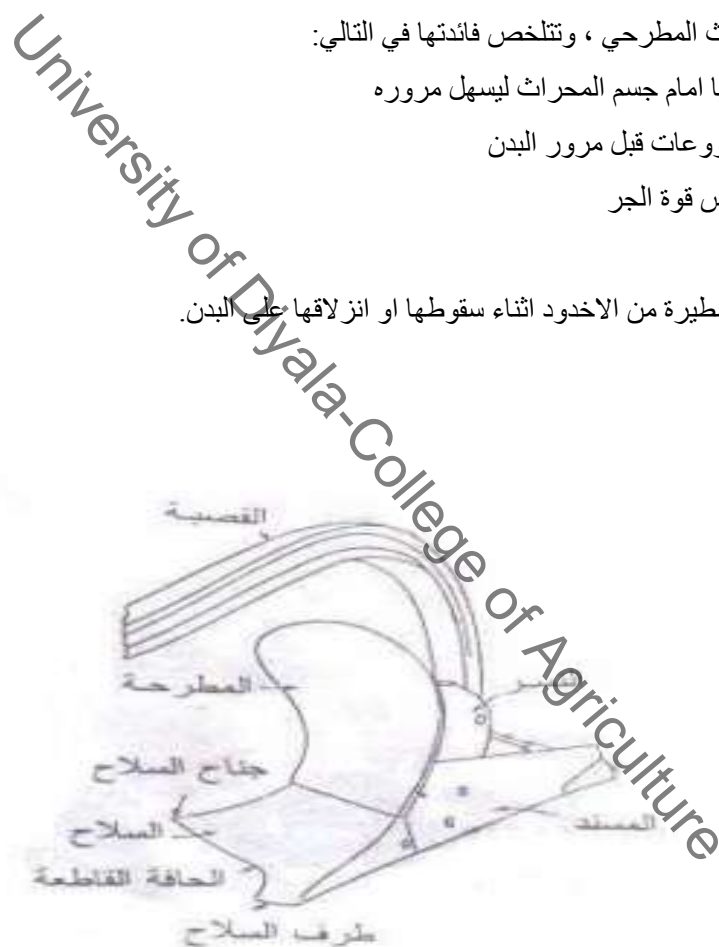 ث المطرحي ، وتتلخص فائدتها في التالي:
ا امام جسم المحراث ليسهل مروره
روعات قبل مرور البدن
س قوة الجر
طيرة من الاخدود اثناء سقوطها او انزلاقها على البدن.
University of Diyala-College of Agriculture
القصبة
المطرحة
جناح السلاح
السلاح
المسند
الحافة القاطعة
طرف السلاح